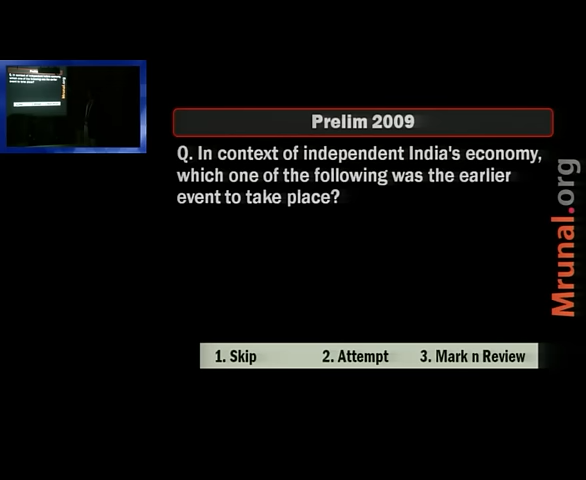 Prelim 2009
Q. In context of independent India's economy,
which one of the following was the earlier
event to take place?
Mrunal.org
1. Skip 2. Attempt 3. Mark n Review